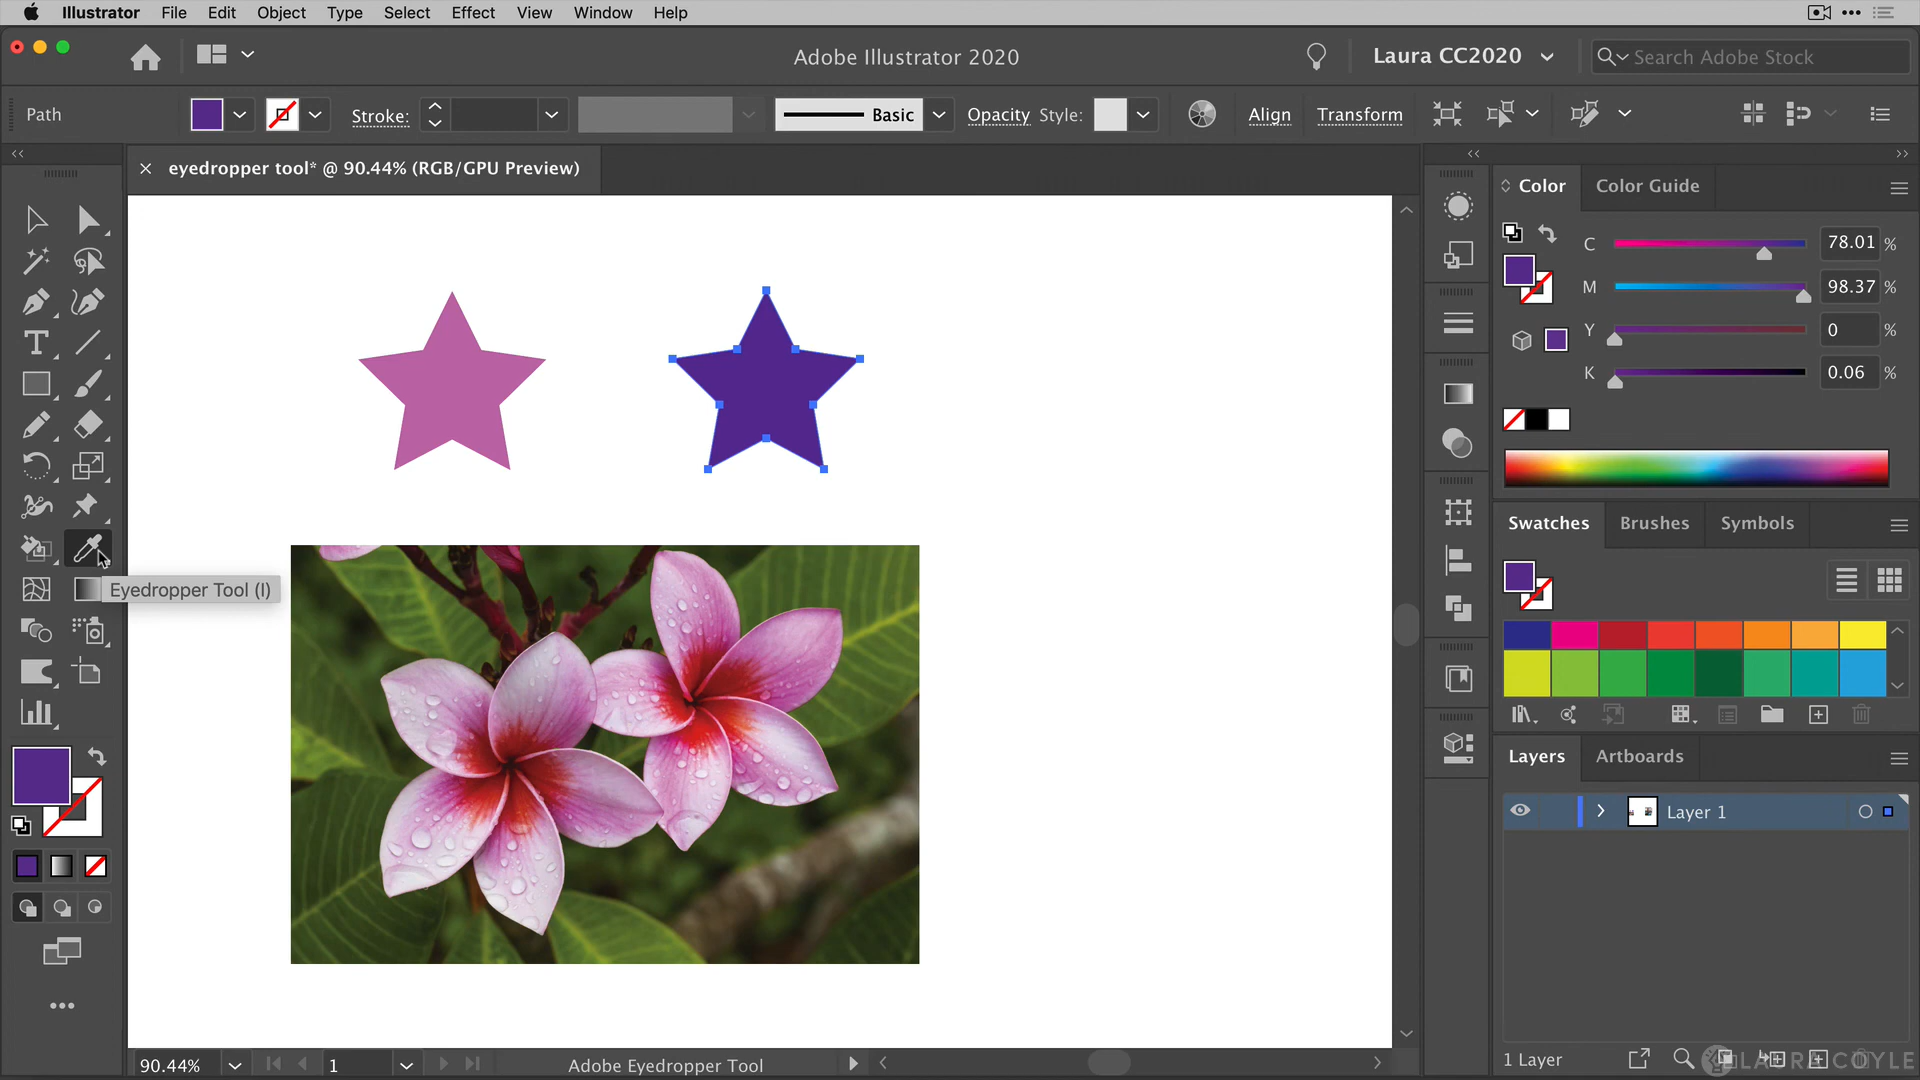 Illustrator File Edit Object Type Select Effect View Window Help
Adobe Illustrator 2020
Laura CC2020
Search Adobe Stock
Path
Stroke:
Basic
Opacity
Style:
Align
Transform
eyedropper tool* @ 90.44% (RGB/GPU Preview)
Color
Color Guide
C 78.01 %
M 98.37 %
Y 0 %
K 0.06 %
Eyedropper Tool (I)
Swatches
Brushes
Symbols
Layers
Artboards
Layer 1
90.44%
1
Adobe Eyedropper Tool
1 Layer
LAURA COYLE